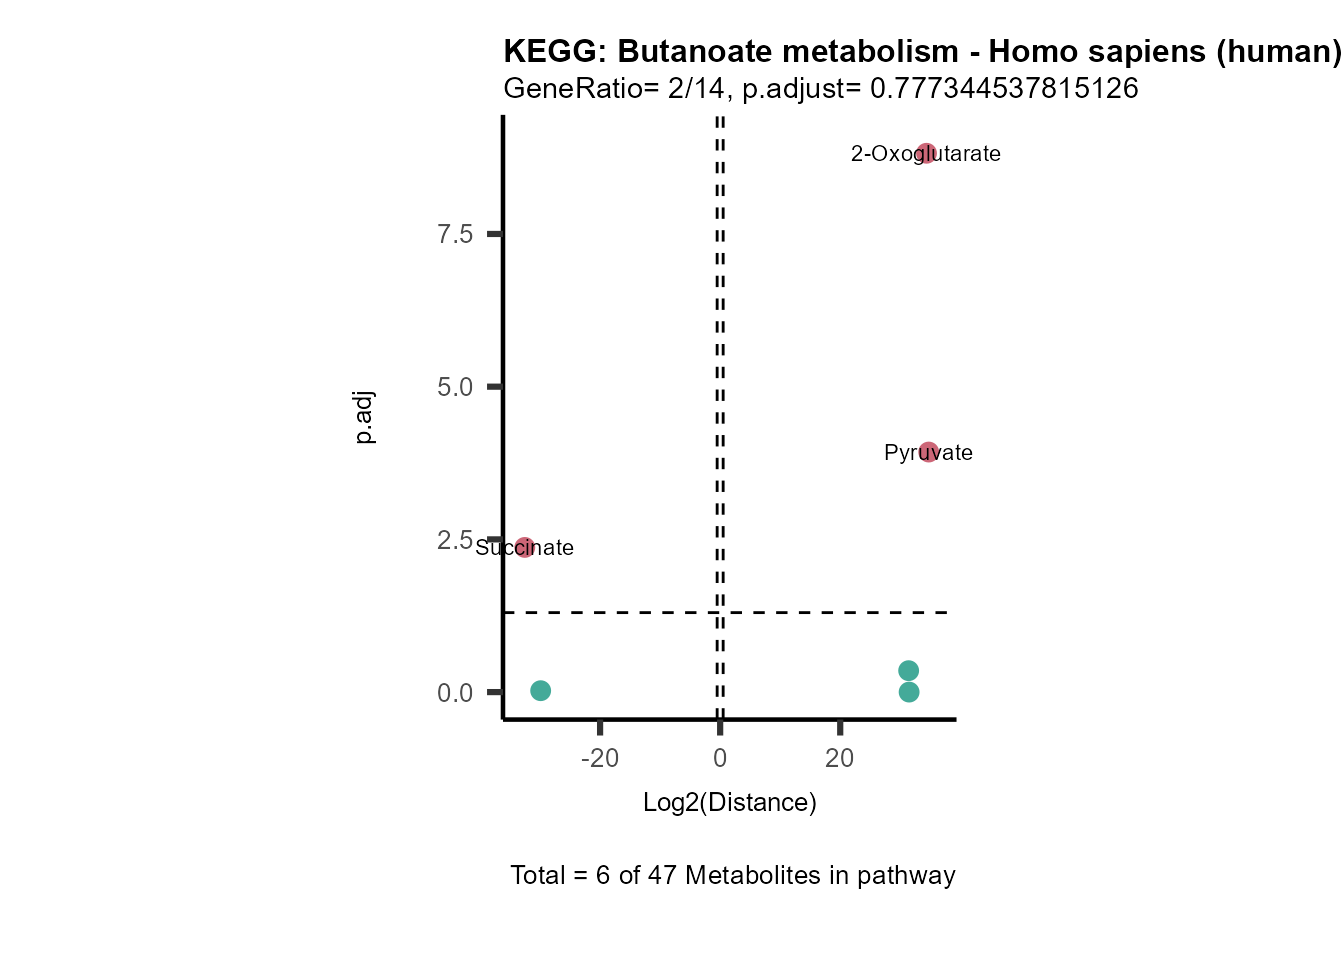 KEGG: Butanoate metabolism - Homo sapiens (human)
GeneRatio= 2/14, p.adjust= 0.777344537815126
2-Oxoglutarate
7.5
5.0
p.adj
Pyruvate
2.5
Succinate
0.0
-20
0
20
Log2(Distance)
Total = 6 of 47 Metabolites in pathway